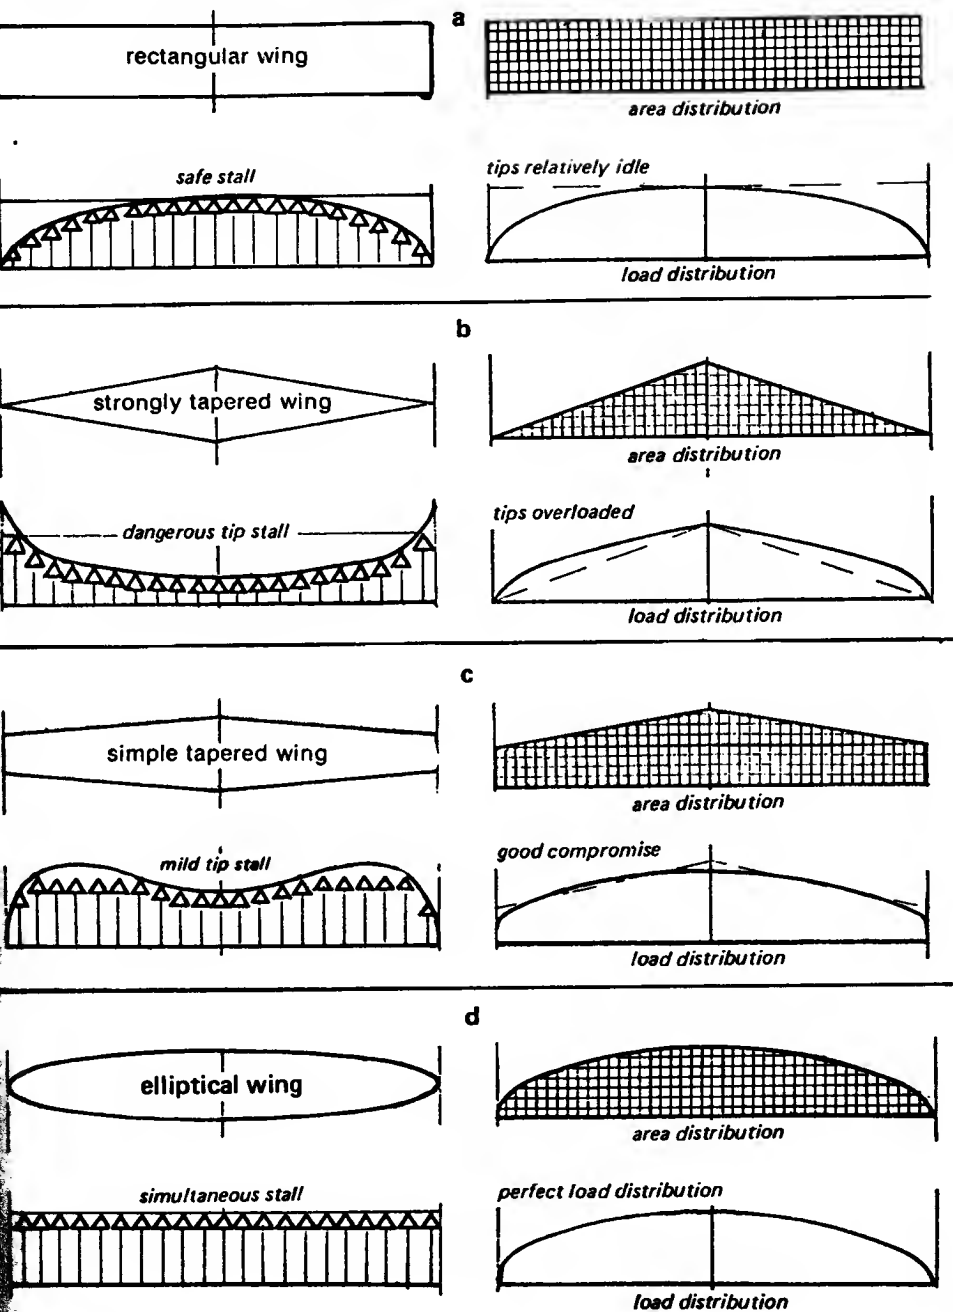 a
rectangular wing
area distribution
safe stall
tips relatively idle
load distribution
b
strongly tapered wing
area distribution
dangerous tip stall
tips overloaded
load distribution
c
simple tapered wing
area distribution
mild tip stall
good compromise
load distribution
d
elliptical wing
area distribution
simultaneous stall
perfect load distribution
load distribution